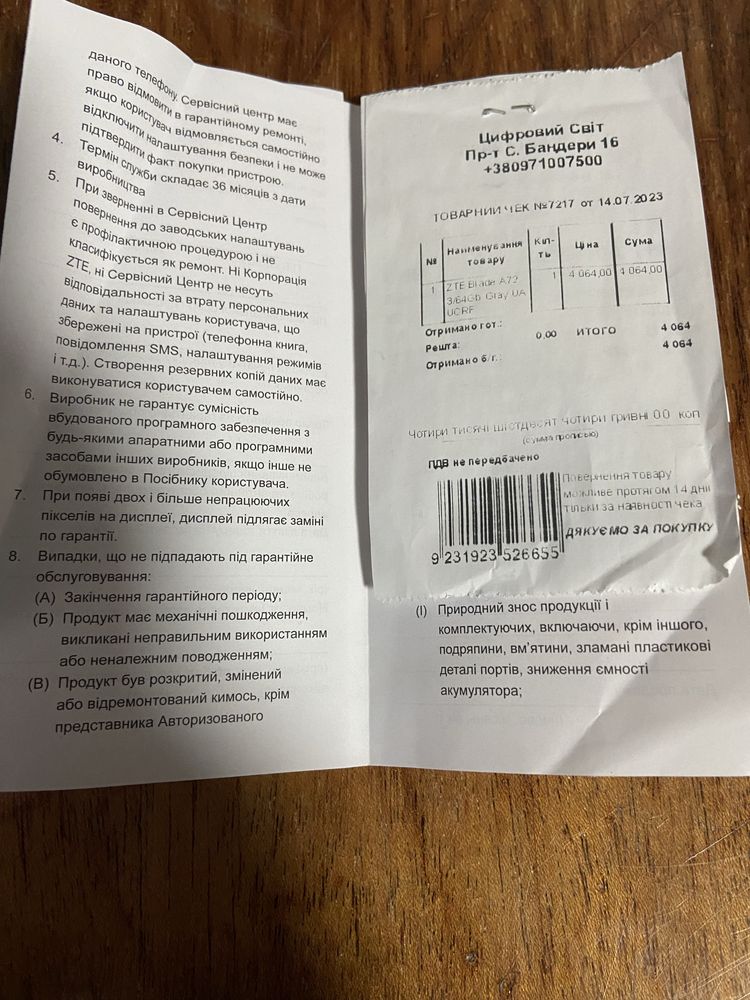 даного телефону. Сервісний центр має
право відмовити в гарантійному ремонті,
якщо користувач відмовляється самостійно
відключити налаштування безпеки і не може
підтвердити факт покупки пристрою.
4. Термін служби складає 36 місяців з дати
виробництва
5. При зверненні в Сервісний Центр
повернення до заводських налаштувань
є профілактичною процедурою і не
класифікується як ремонт. Ні Корпорація
ZTE, ні Сервісний Центр не несуть
відповідальності за втрату персональних
даних та налаштувань користувача, що
збережені на пристрої (телефонна книга,
повідомлення SMS, налаштування режимів
і т.д.). Створення резервних копій даних має
виконуватися користувачем самостійно.
6. Виробник не гарантує сумісність
вбудованого програмного забезпечення з
будь-якими апаратними або програмними
засобами інших виробників, якщо інше не
обумовлено в Посібнику користувача.
7. При появі двох і більше непрацюючих
пікселів на дисплеї, дисплей підлягає заміні
по гарантії.
8. Випадки, що не підпадають під гарантійне
обслуговування:
(А) Закінчення гарантійного періоду;
(Б) Продукт має механічні пошкодження,
викликані неправильним використанням
або неналежним поводженням;
(В) Продукт був розкритий, змінений
або відремонтований кимось, крім
представника Авторизованого
Цифровий Світ
Пр-т С. Бандери 16
+380971007500
ТОВАРНИЙ ЧЕК №7217 от 14.07.2023
№ Найменування товару Кіл-ть Ціна Сума
1 ZTE Blade A72 1 4 064,00 4 064,00
3/64Gb Gray UA
UCRF
Отримано гот.: ИТОГО 4 064
Решта: 0,00 4 064
Отримано б/г.:
Чотири тисячі шістдесят чотири гривні 00 коп
(сумма прописью)
ПДВ не передбачено
Повернення товару
можливе протягом 14 днів
тільки за наявності чека
ДЯКУЄМО ЗА ПОКУПКУ
9 231923 526655
(І) Природний знос продукції і
комплектуючих, включаючи, крім іншого,
подряпини, вм'ятини, зламані пластикові
деталі портів, зниження ємності
акумулятора;